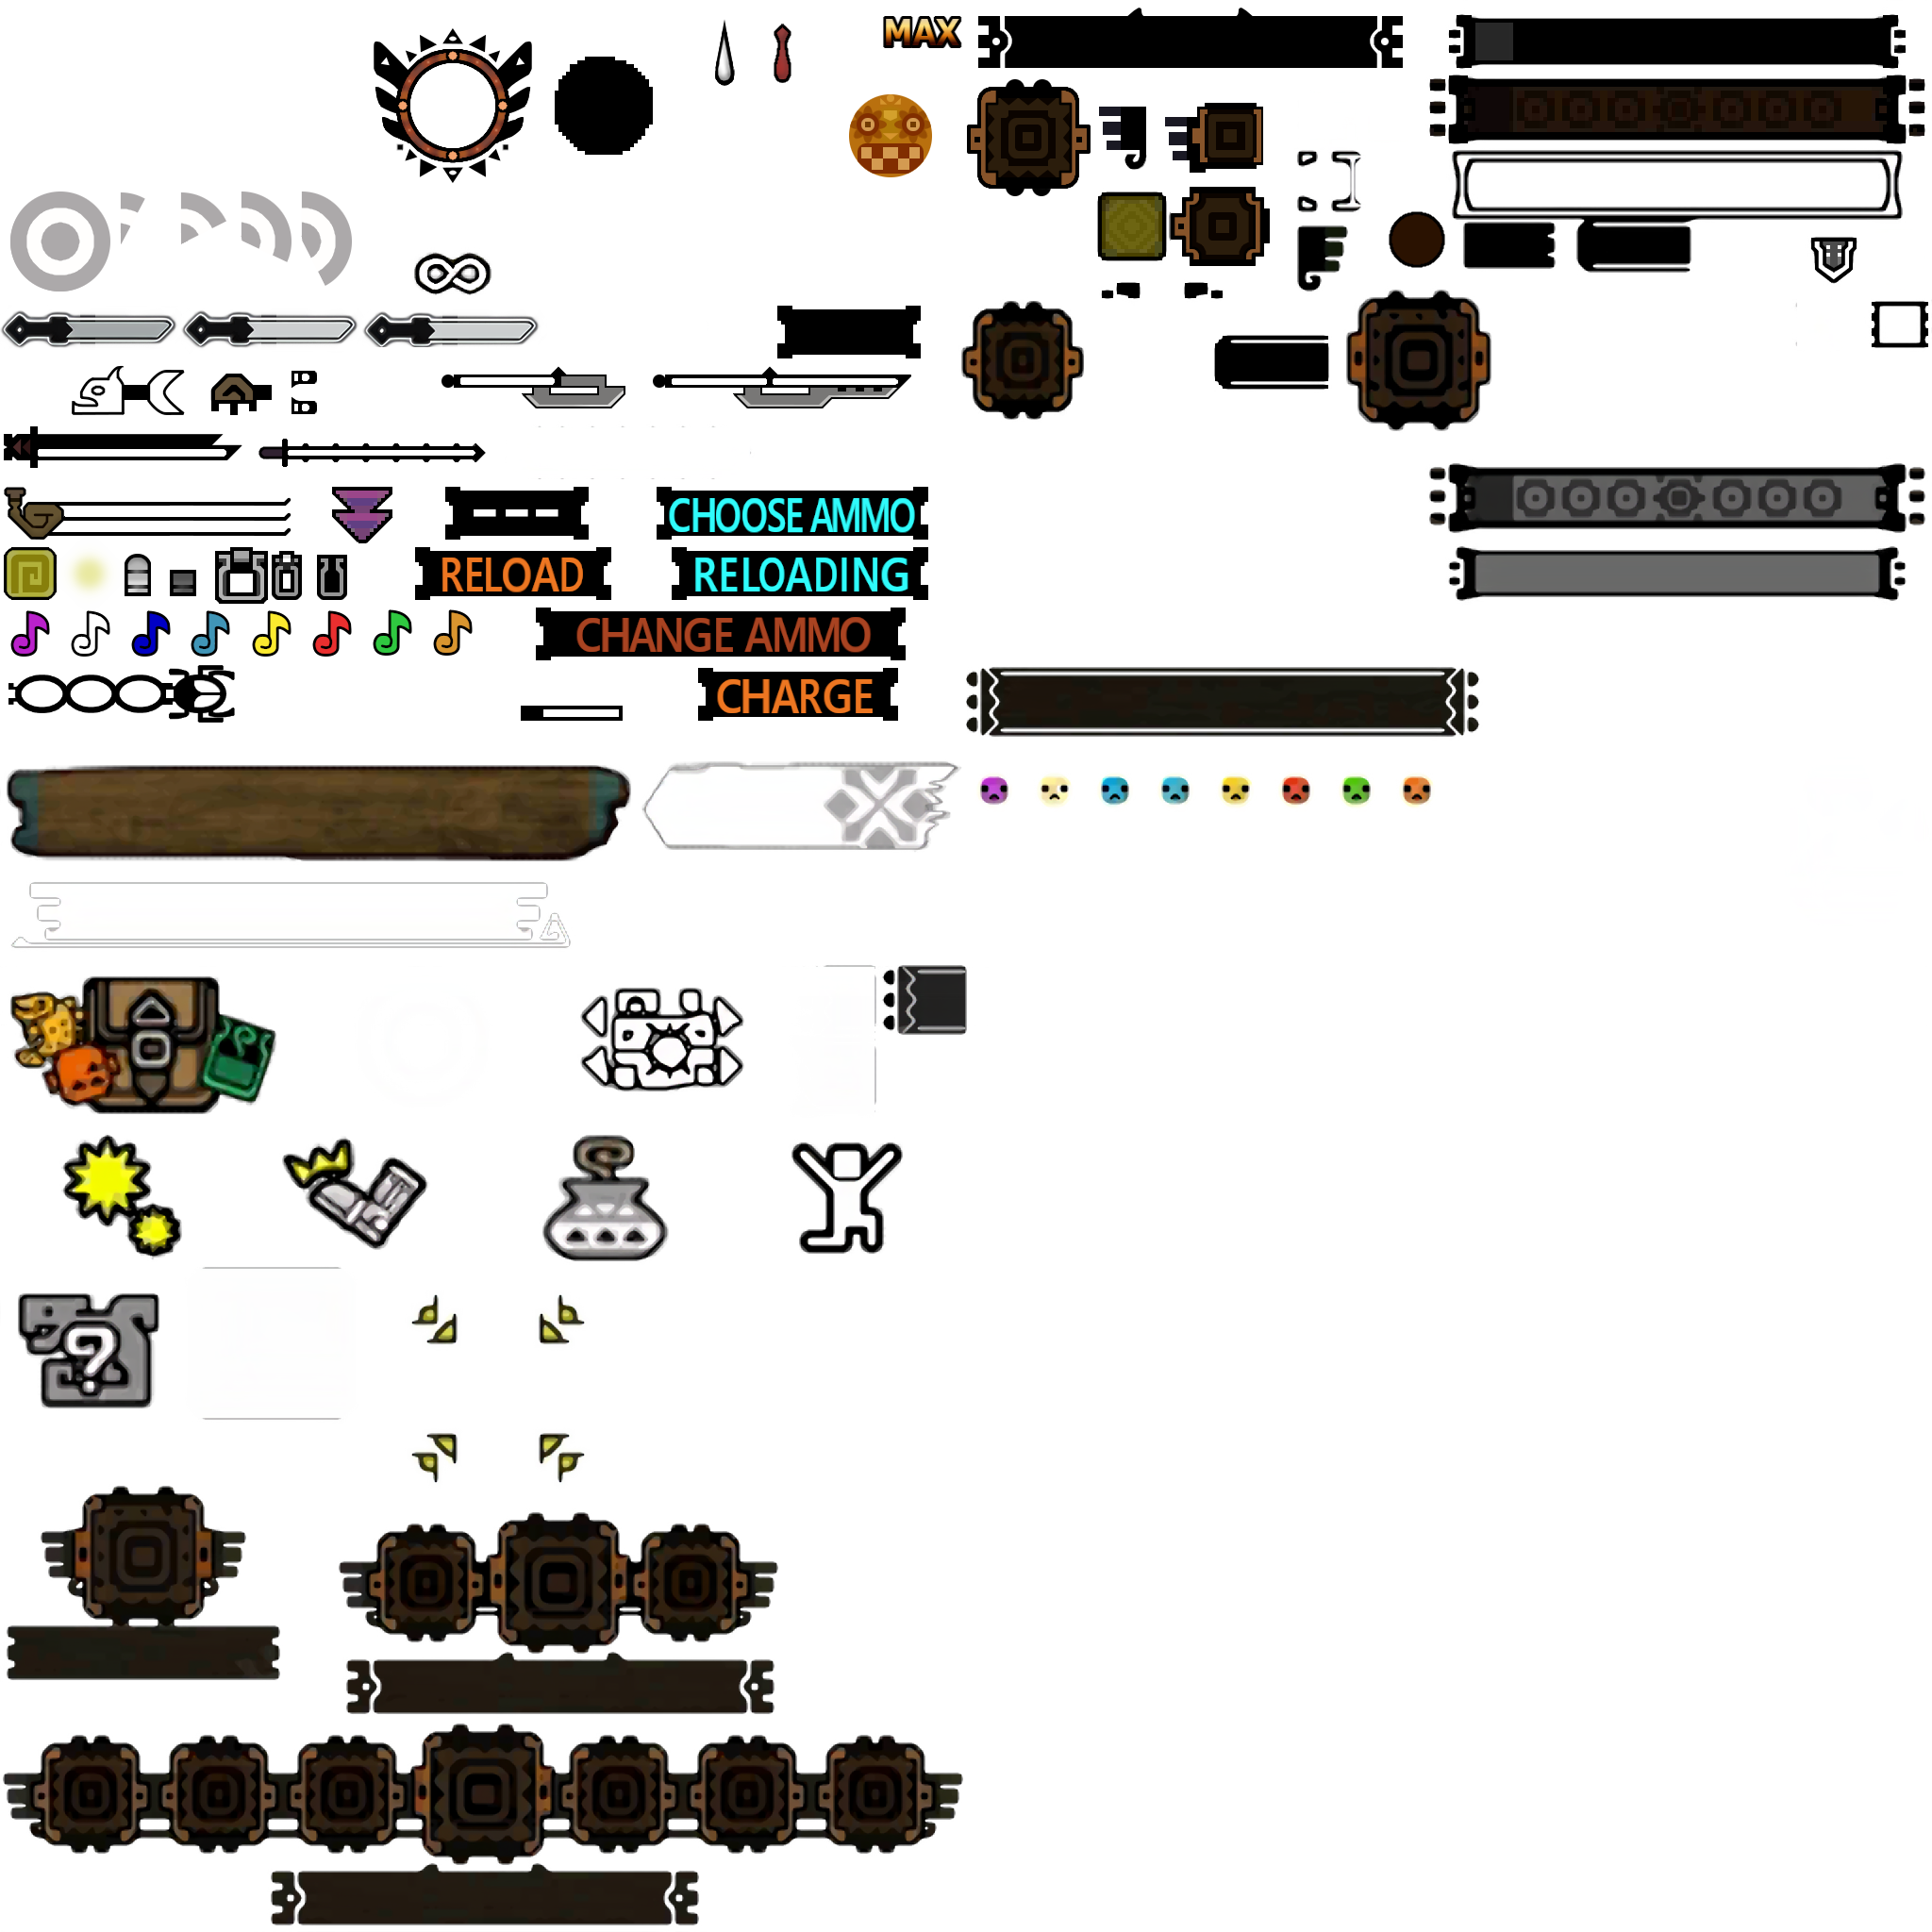 MAX
CHOOSE AMMO
RELOAD
RELOADING
CHANGE AMMO
CHARGE
?